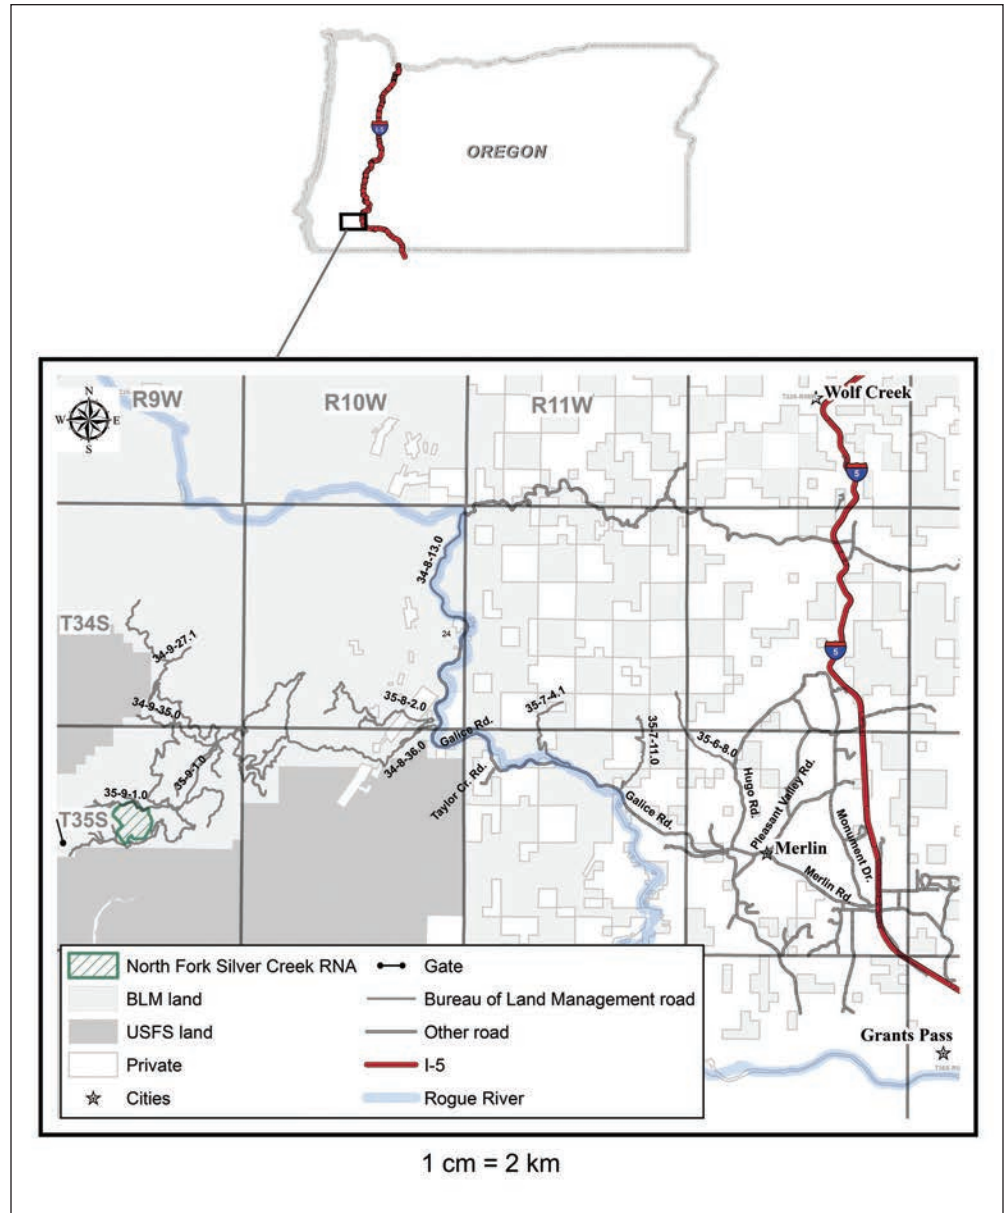 OREGON
N
W E
S
R9W
R10W
R11W
Wolf Creek
5
34-8-13.0
24
T34S
34-9-27.1
5
34-9-35.0
35-8-2.0
35-7-4.1
Galice Rd.
35-7-11.0
35-6-8.0
34-8-36.0
35-9-1.0
Taylor Cr. Rd.
Hugo Rd.
Pleasant Valley Rd.
35-9-1.0
T35S
Galice Rd.
Monument Dr.
Merlin
Merlin Rd.
Grants Pass
North Fork Silver Creek RNA
Gate
BLM land
Bureau of Land Management road
USFS land
Other road
Private
I-5
Cities
Rogue River
1 cm = 2 km